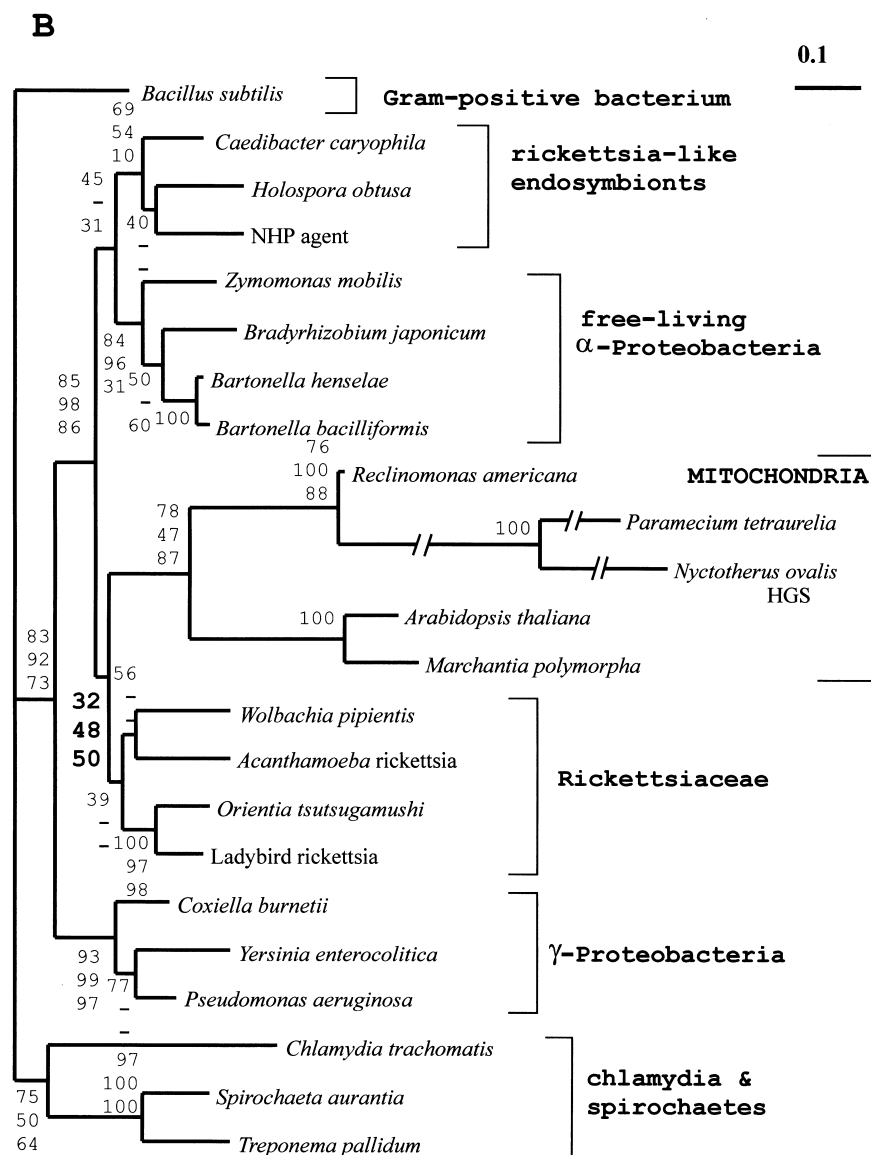 B
0.1
Bacillus subtilis
Gram-positive bacterium
69
54
10
Caedibacter caryophila
rickettsia-like
endosymbionts
45
–
31
Holospora obtusa
40
–
–
NHP agent
Zymomonas mobilis
free-living
α-Proteobacteria
Bradyrhizobium japonicum
84
96
31
50
–
60
Bartonella henselae
85
98
86
100
Bartonella bacilliformis
76
100
88
Reclinomonas americana
MITOCHONDRIA
78
47
87
100
Paramecium tetraurelia
Nyctotherus ovalis
HGS
100
Arabidopsis thaliana
83
92
73
Marchantia polymorpha
56
–
–
32
48
50
Wolbachia pipientis
Acanthamoeba rickettsia
Rickettsiaceae
39
–
–
Orientia tsutsugamushi
100
97
98
Ladybird rickettsia
Coxiella burnetii
γ-Proteobacteria
93
99
97
Yersinia enterocolitica
77
–
–
Pseudomonas aeruginosa
Chlamydia trachomatis
97
100
100
chlamydia &
spirochaetes
75
50
64
Spirochaeta aurantia
Treponema pallidum